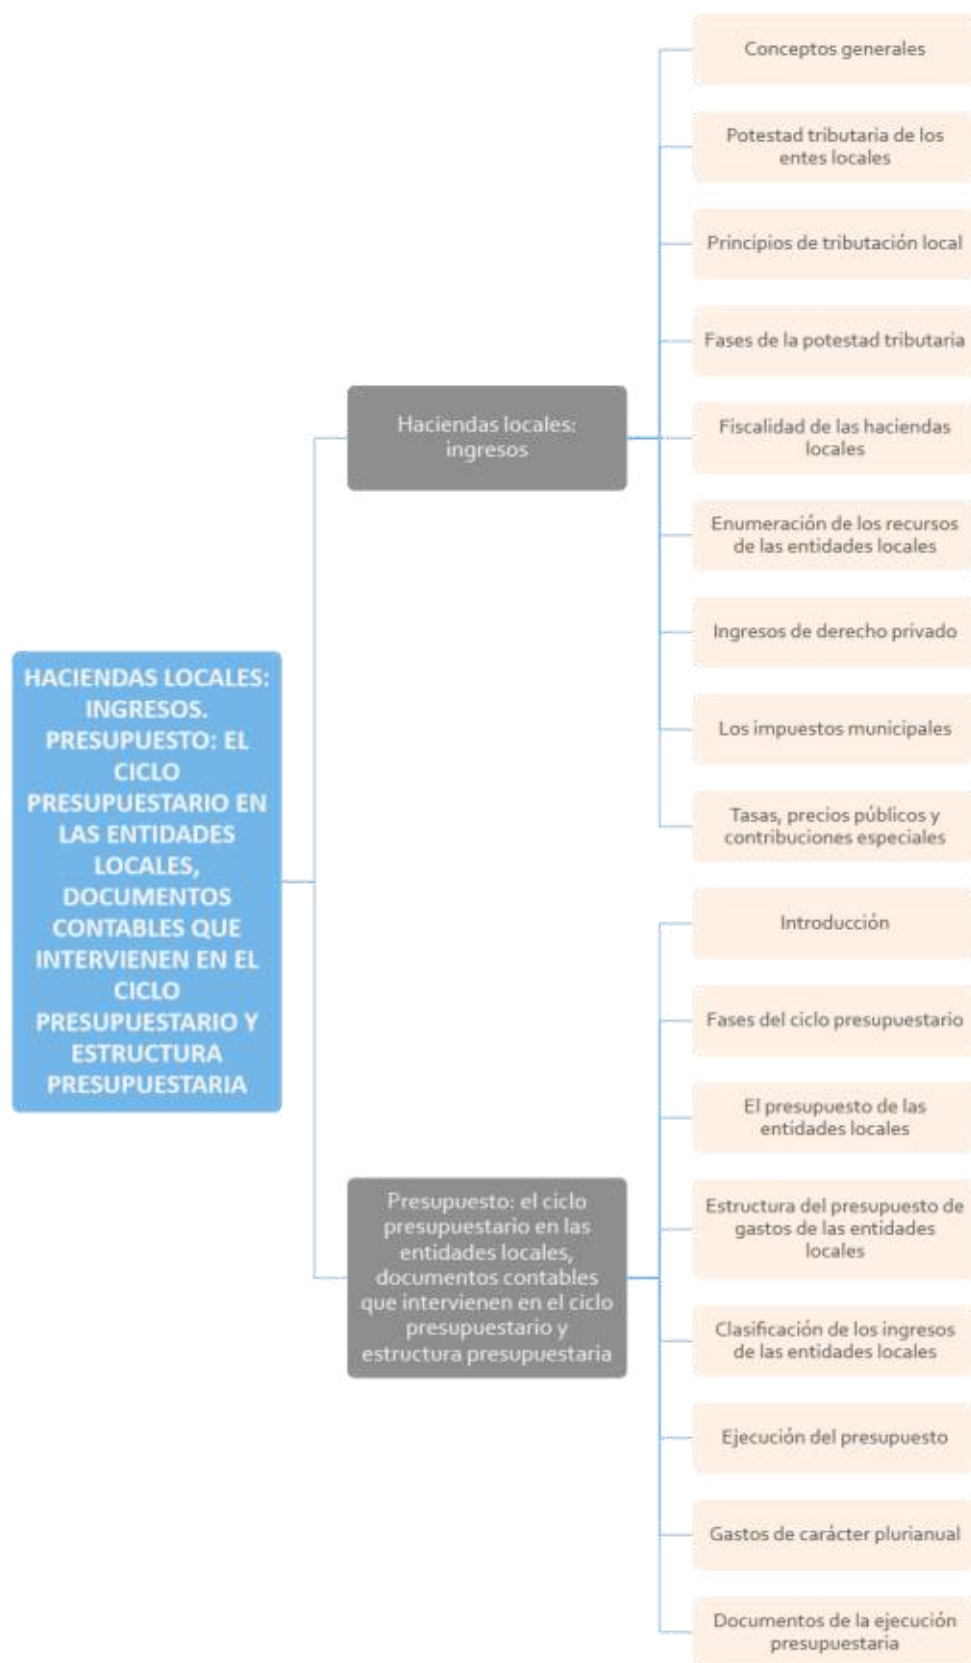 HACIENDAS LOCALES:
INGRESOS.
PRESUPUESTO: EL
CICLO
PRESUPUESTARIO EN
LAS ENTIDADES
LOCALES,
DOCUMENTOS
CONTABLES QUE
INTERVIENEN EN EL
CICLO
PRESUPUESTARIO Y
ESTRUCTURA
PRESUPUESTARIA
Haciendas locales:
ingresos
Conceptos generales
Potestad tributaria de los
entes locales
Principios de tributación local
Fases de la potestad tributaria
Fiscalidad de las haciendas
locales
Enumeración de los recursos
de las entidades locales
Ingresos de derecho privado
Los impuestos municipales
Tasas, precios públicos y
contribuciones especiales
Presupuesto: el ciclo
presupuestario en las
entidades locales,
documentos contables
que intervienen en el ciclo
presupuestario y
estructura presupuestaria
Introducción
Fases del ciclo presupuestario
El presupuesto de las
entidades locales
Estructura del presupuesto de
gastos de las entidades
locales
Clasificación de los ingresos
de las entidades locales
Ejecución del presupuesto
Gastos de carácter plurianual
Documentos de la ejecución
presupuestaria